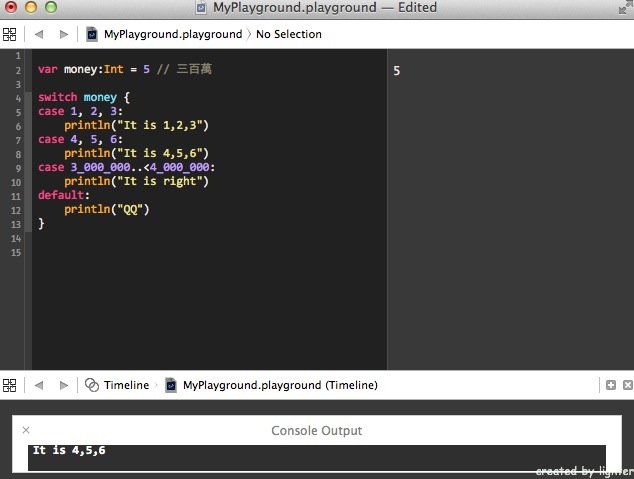 MyPlayground.playground — Edited
MyPlayground.playground › No Selection
1
2 var money:Int = 5 // 三百萬 5
3
4 switch money {
5 case 1, 2, 3:
6 println("It is 1,2,3")
7 case 4, 5, 6:
8 println("It is 4,5,6")
9 case 3_000_000..<4_000_000:
10 println("It is right")
11 default:
12 println("QQ")
13 }
14
15
Timeline › MyPlayground.playground (Timeline)
Console Output
It is 4,5,6
created by lighter